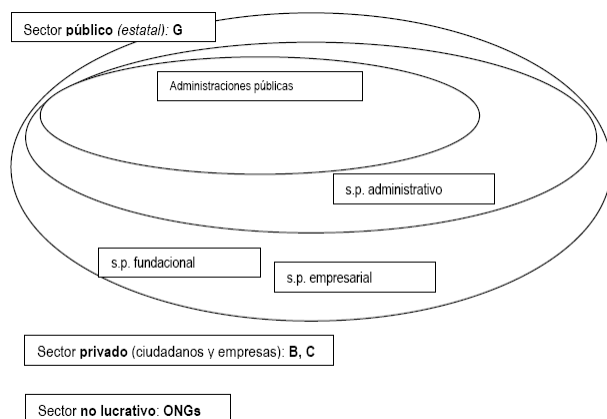 Sector público (estatal): G
Administraciones públicas
s.p. administrativo
s.p. fundacional
s.p. empresarial
Sector privado (ciudadanos y empresas): B, C
Sector no lucrativo: ONGs